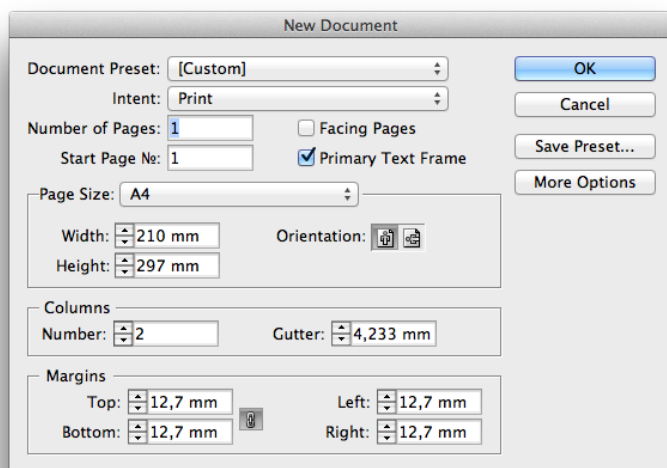 New Document
Document Preset: [Custom]
OK
Intent: Print
Cancel
Number of Pages: 1
Facing Pages
Save Preset...
Start Page №: 1
Primary Text Frame
More Options
Page Size: A4
Width: 210 mm
Orientation:
Height: 297 mm
Columns
Number: 2
Gutter: 4,233 mm
Margins
Top: 12,7 mm
Left: 12,7 mm
Bottom: 12,7 mm
Right: 12,7 mm